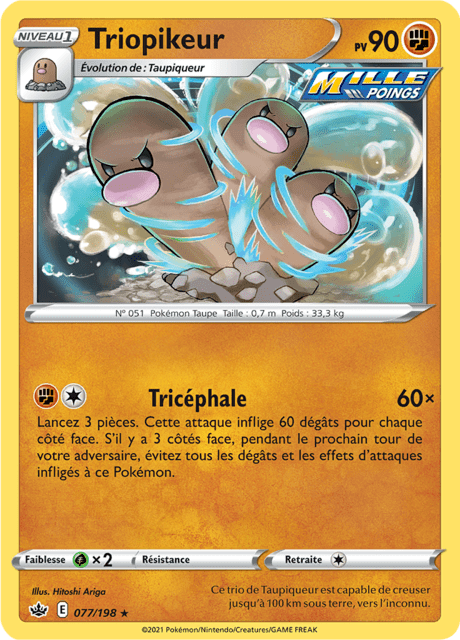 NIVEAU 1
Triopikeur
PV 90
Évolution de : Taupiqueur
MILLE
POINGS
N° 051 Pokémon Taupe Taille : 0,7 m Poids : 33,3 kg
Tricéphale 60×
Lancez 3 pièces. Cette attaque inflige 60 dégâts pour chaque
côté face. S'il y a 3 côtés face, pendant le prochain tour de
votre adversaire, évitez tous les dégâts et les effets d'attaques
infligés à ce Pokémon.
Faiblesse ×2 Résistance Retraite
Illus. Hitoshi Ariga
E 077/198 ★
Ce trio de Taupiqueur est capable de creuser
jusqu'à 100 km sous terre, vers l'inconnu.
©2021 Pokémon/Nintendo/Creatures/GAME FREAK